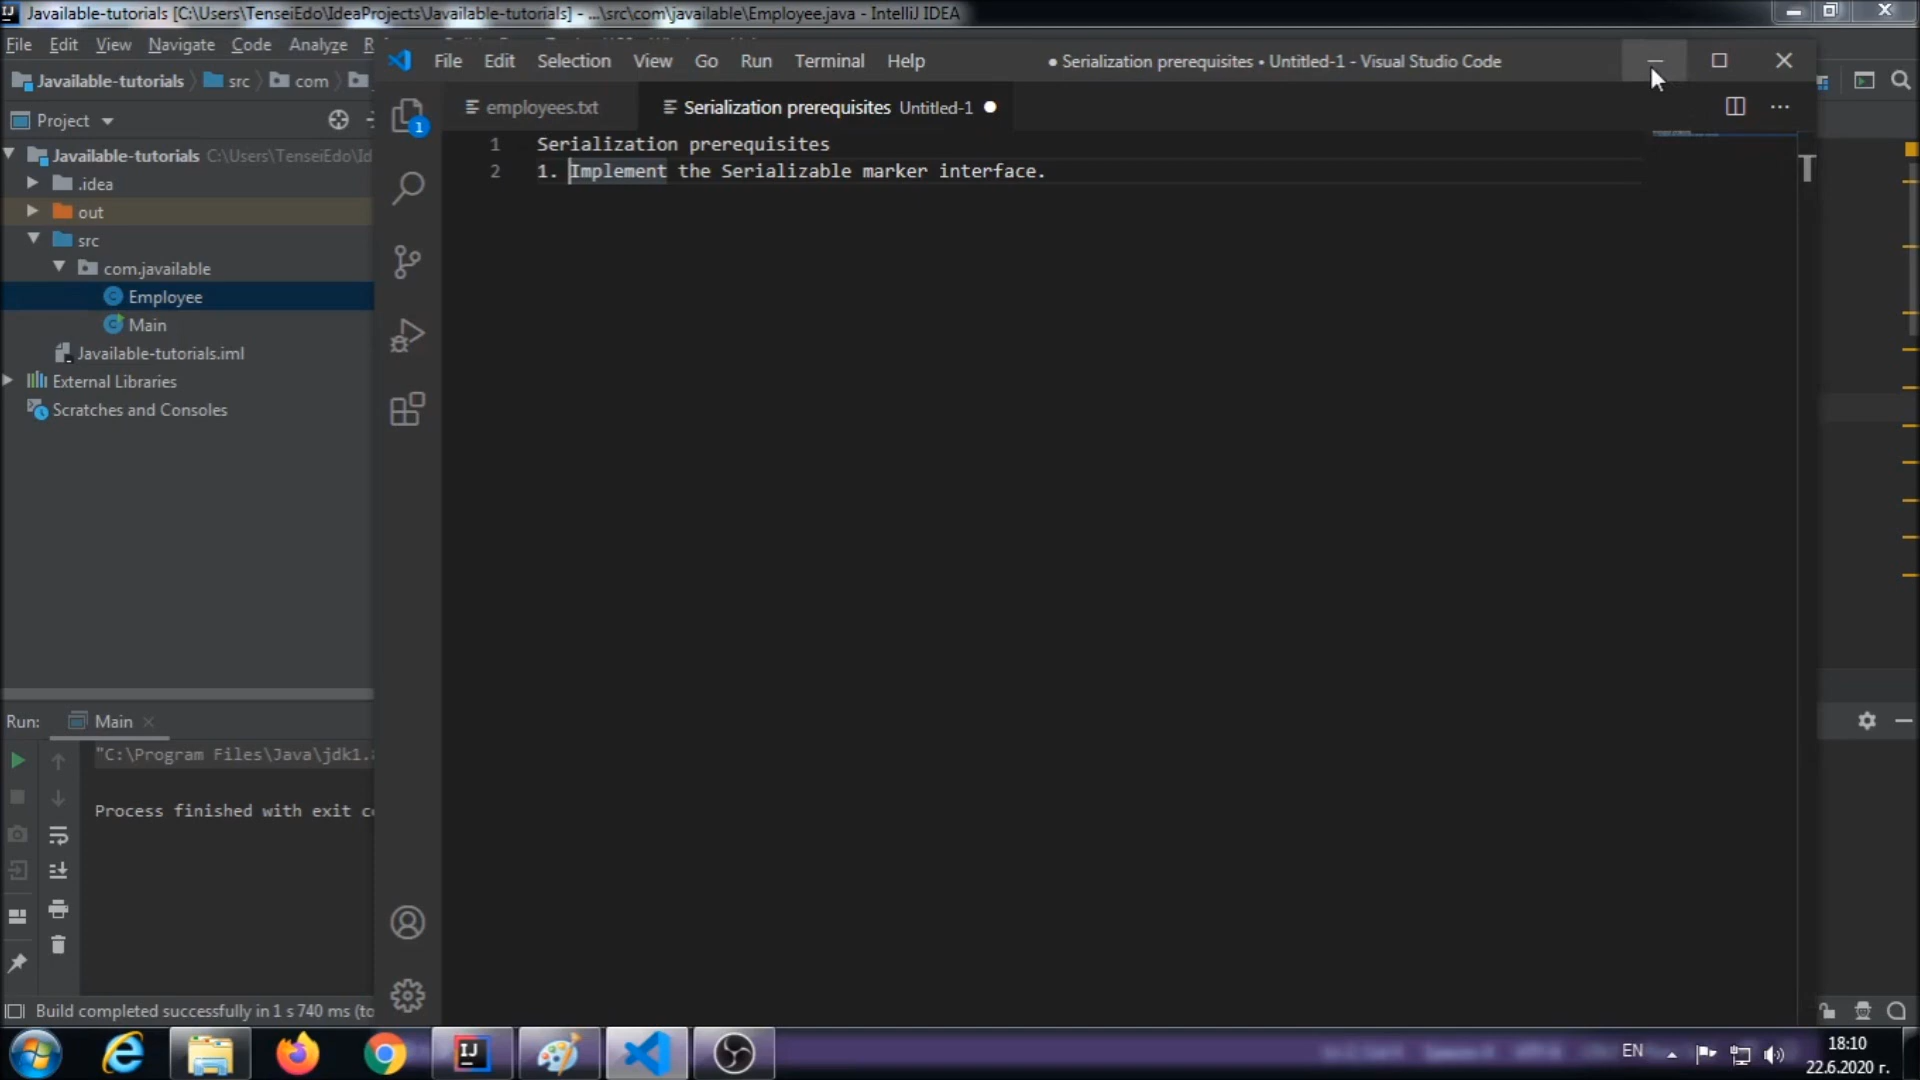 Javailable-tutorials [C:\Users\TenseiEdo\IdeaProjects\Javailable-tutorials] - ...\src\com\javailable\Employee.java - IntelliJ IDEA
File Edit View Navigate Code Analyze R
Javailable-tutorials src com
Project
Javailable-tutorials C:\Users\TenseiEdo\Id
.idea
out
src
com.javailable
Employee
Main
Javailable-tutorials.iml
External Libraries
Scratches and Consoles
File Edit Selection View Go Run Terminal Help
● Serialization prerequisites • Untitled-1 - Visual Studio Code
employees.txt
Serialization prerequisites Untitled-1 ●
1 Serialization prerequisites
2 1. Implement the Serializable marker interface.
1
Run: Main
"C:\Program Files\Java\jdk1.
Process finished with exit c
Build completed successfully in 1 s 740 ms (to
EN
18:10
22.6.2020 г.